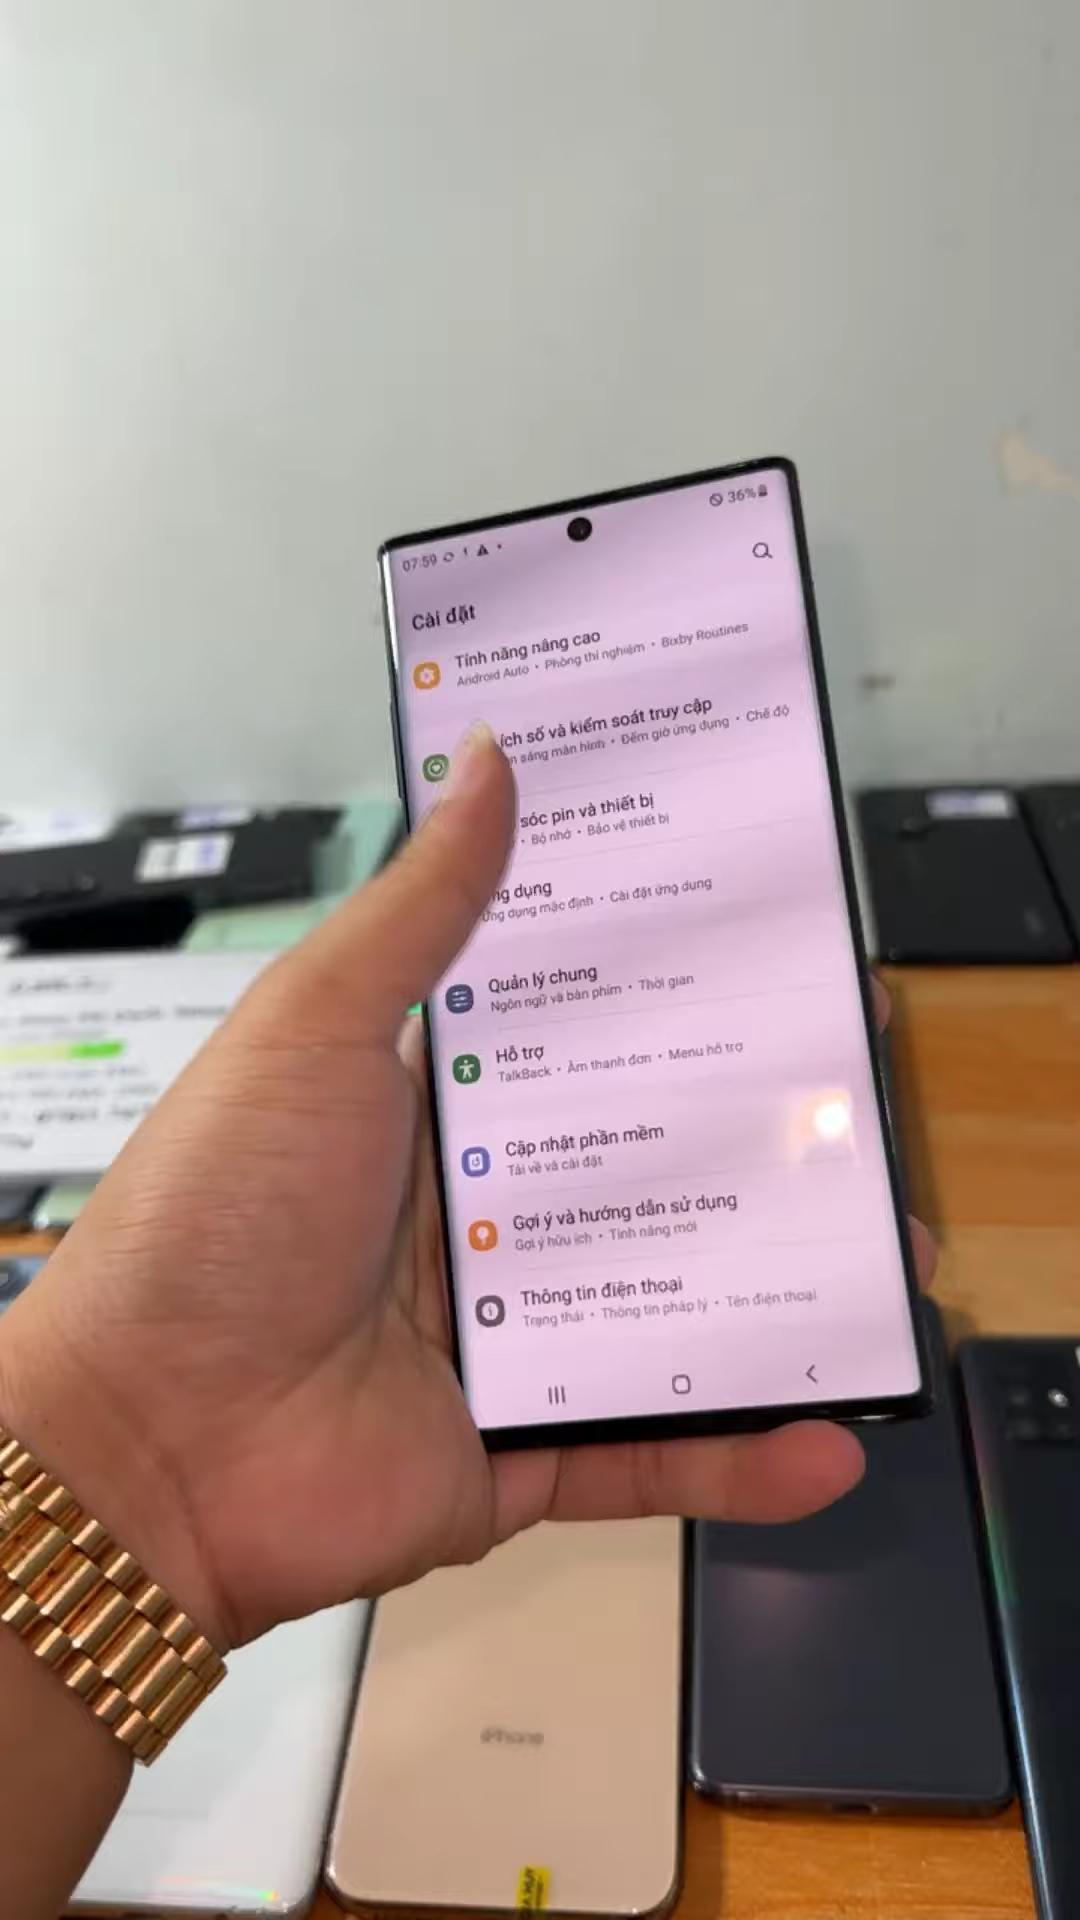 07:59
36%
Cài đặt
Tính năng nâng cao
Android Auto • Phòng thí nghiệm • Bixby Routines
ích số và kiểm soát truy cập
sáng màn hình • Đếm giờ ứng dụng • Chế độ
sóc pin và thiết bị
• Bộ nhớ • Bảo vệ thiết bị
ng dụng
Ứng dụng mặc định • Cài đặt ứng dụng
Quản lý chung
Ngôn ngữ và bàn phím • Thời gian
Hỗ trợ
TalkBack • Âm thanh đơn • Menu hỗ trợ
Cập nhật phần mềm
Tải về và cài đặt
Gợi ý và hướng dẫn sử dụng
Gợi ý hữu ích • Tính năng mới
Thông tin điện thoại
Trạng thái • Thông tin pháp lý • Tên điện thoại
iPhone